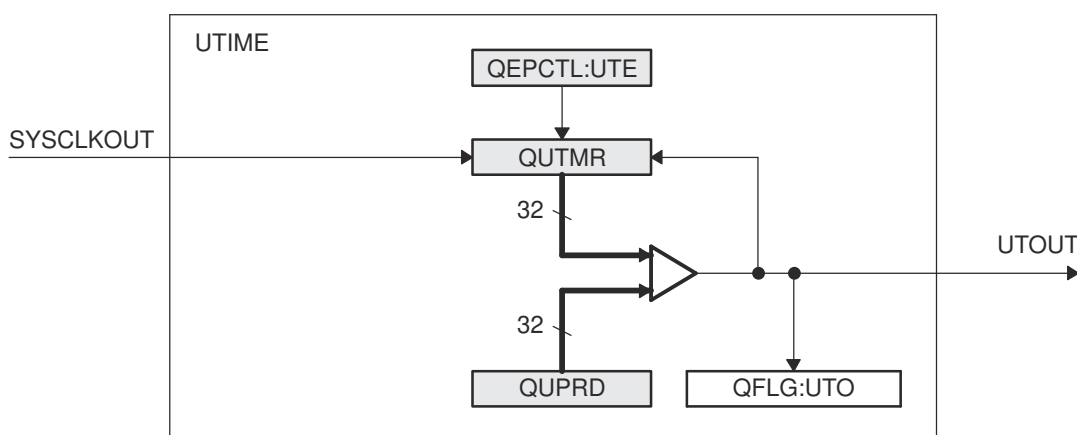 UTIME
QEPCTL:UTE
SYSCLKOUT
QUTMR
32
UTOUT
32
QUPRD
QFLG:UTO